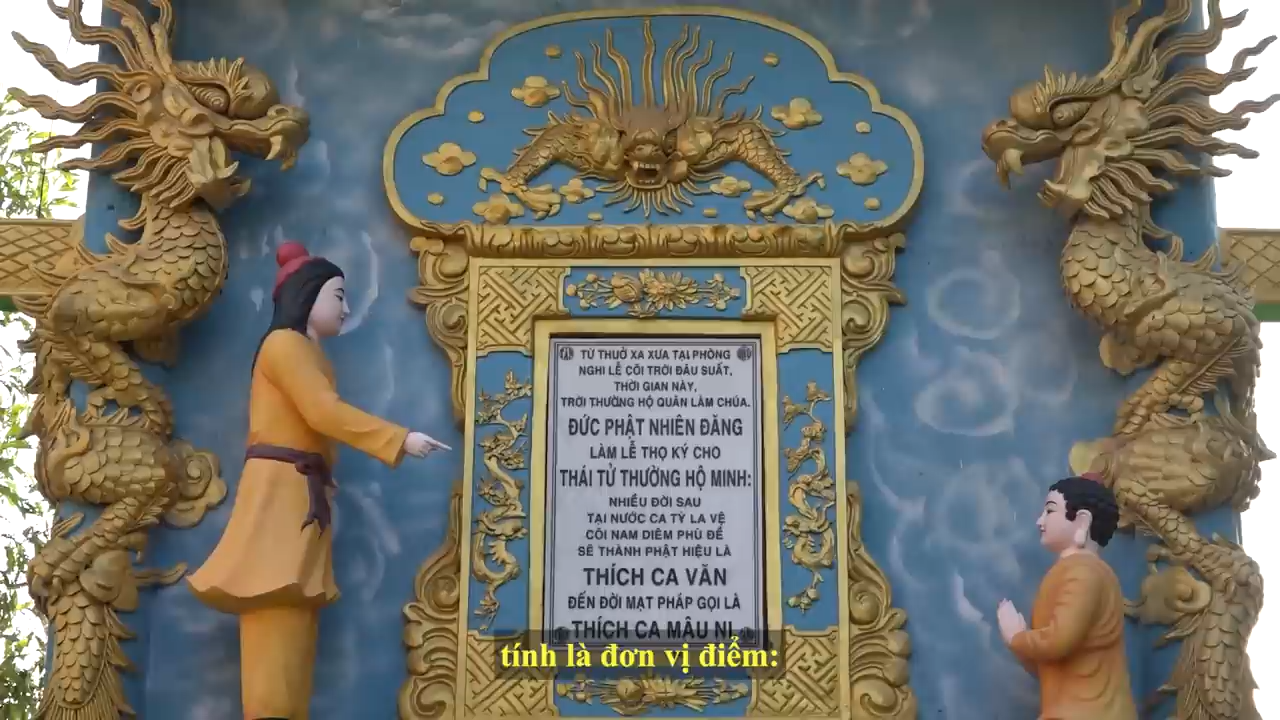 TỪ THUỞ XA XƯA TẠI PHÒNG
NGHI LỄ CÕI TRỜI ĐÂU SUẤT,
THỜI GIAN NÀY,
TRỜI THƯỜNG HỘ QUÂN LÀM CHÚA.
ĐỨC PHẬT NHIÊN ĐĂNG
LÀM LỄ THỌ KÝ CHO
THÁI TỬ THƯỜNG HỘ MINH:
NHIỀU ĐỜI SAU
TẠI NƯỚC CA TỲ LA VỆ
CÕI NAM DIÊM PHÙ ĐỀ
SẼ THÀNH PHẬT HIỆU LÀ
THÍCH CA VĂN
ĐẾN ĐỜI MẠT PHÁP GỌI LÀ
THÍCH CA MÂU NI
tính là đơn vị điểm: